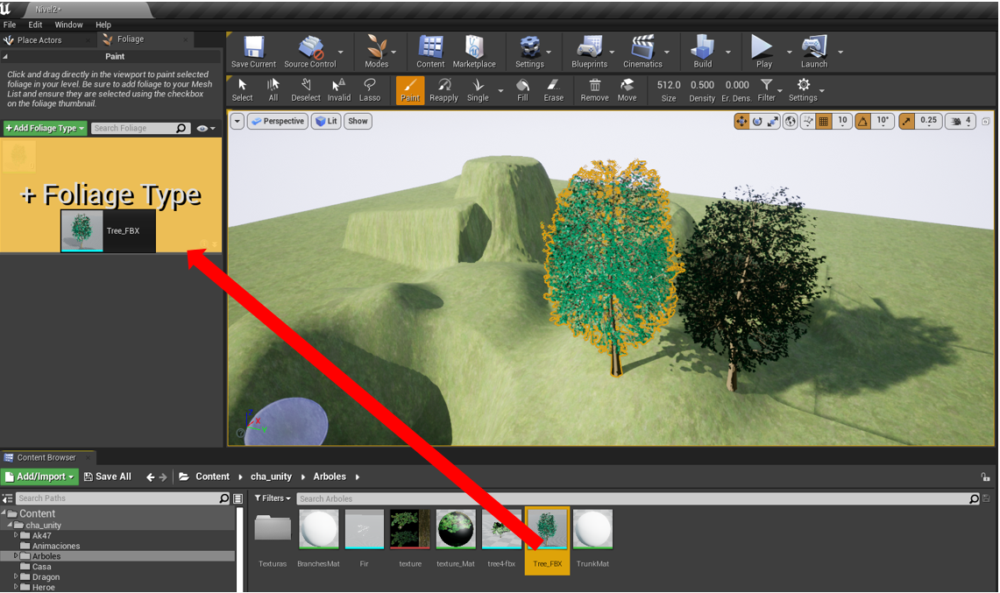 Nivel2*
File Edit Window Help
Place Actors
Foliage
Paint
Click and drag directly in the viewport to paint selected
foliage in your level. Be sure to add foliage to your Mesh
List and ensure they are selected using the checkbox
on the foliage thumbnail.
+Add Foliage Type
Search Foliage
+ Foliage Type
Tree_FBX
Save Current
Source Control
Modes
Content
Marketplace
Settings
Blueprints
Cinematics
Build
Play
Launch
Select
All
Deselect
Invalid
Lasso
Paint
Reapply
Single
Fill
Erase
Remove
Move
512.0 0.500 0.000
Size Density Er. Dens.
Filter
Settings
Perspective
Lit
Show
10
10°
0.25
4
Z
X
Y
Content Browser
Add/Import
Save All
Content
cha_unity
Arboles
Search Paths
Filters
Search Arboles
Content
cha_unity
Ak47
Animaciones
Arboles
Casa
Dragon
Heroe
Texturas
BranchesMat
Fir
texture
texture_Mat
tree4-fbx
Tree_FBX
TrunkMat